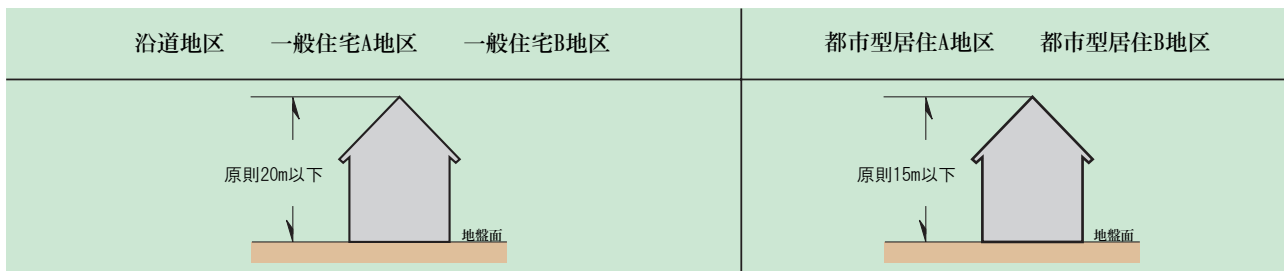 沿道地区　一般住宅A地区　一般住宅B地区
都市型居住A地区　都市型居住B地区
原則20m以下
地盤面
原則15m以下
地盤面